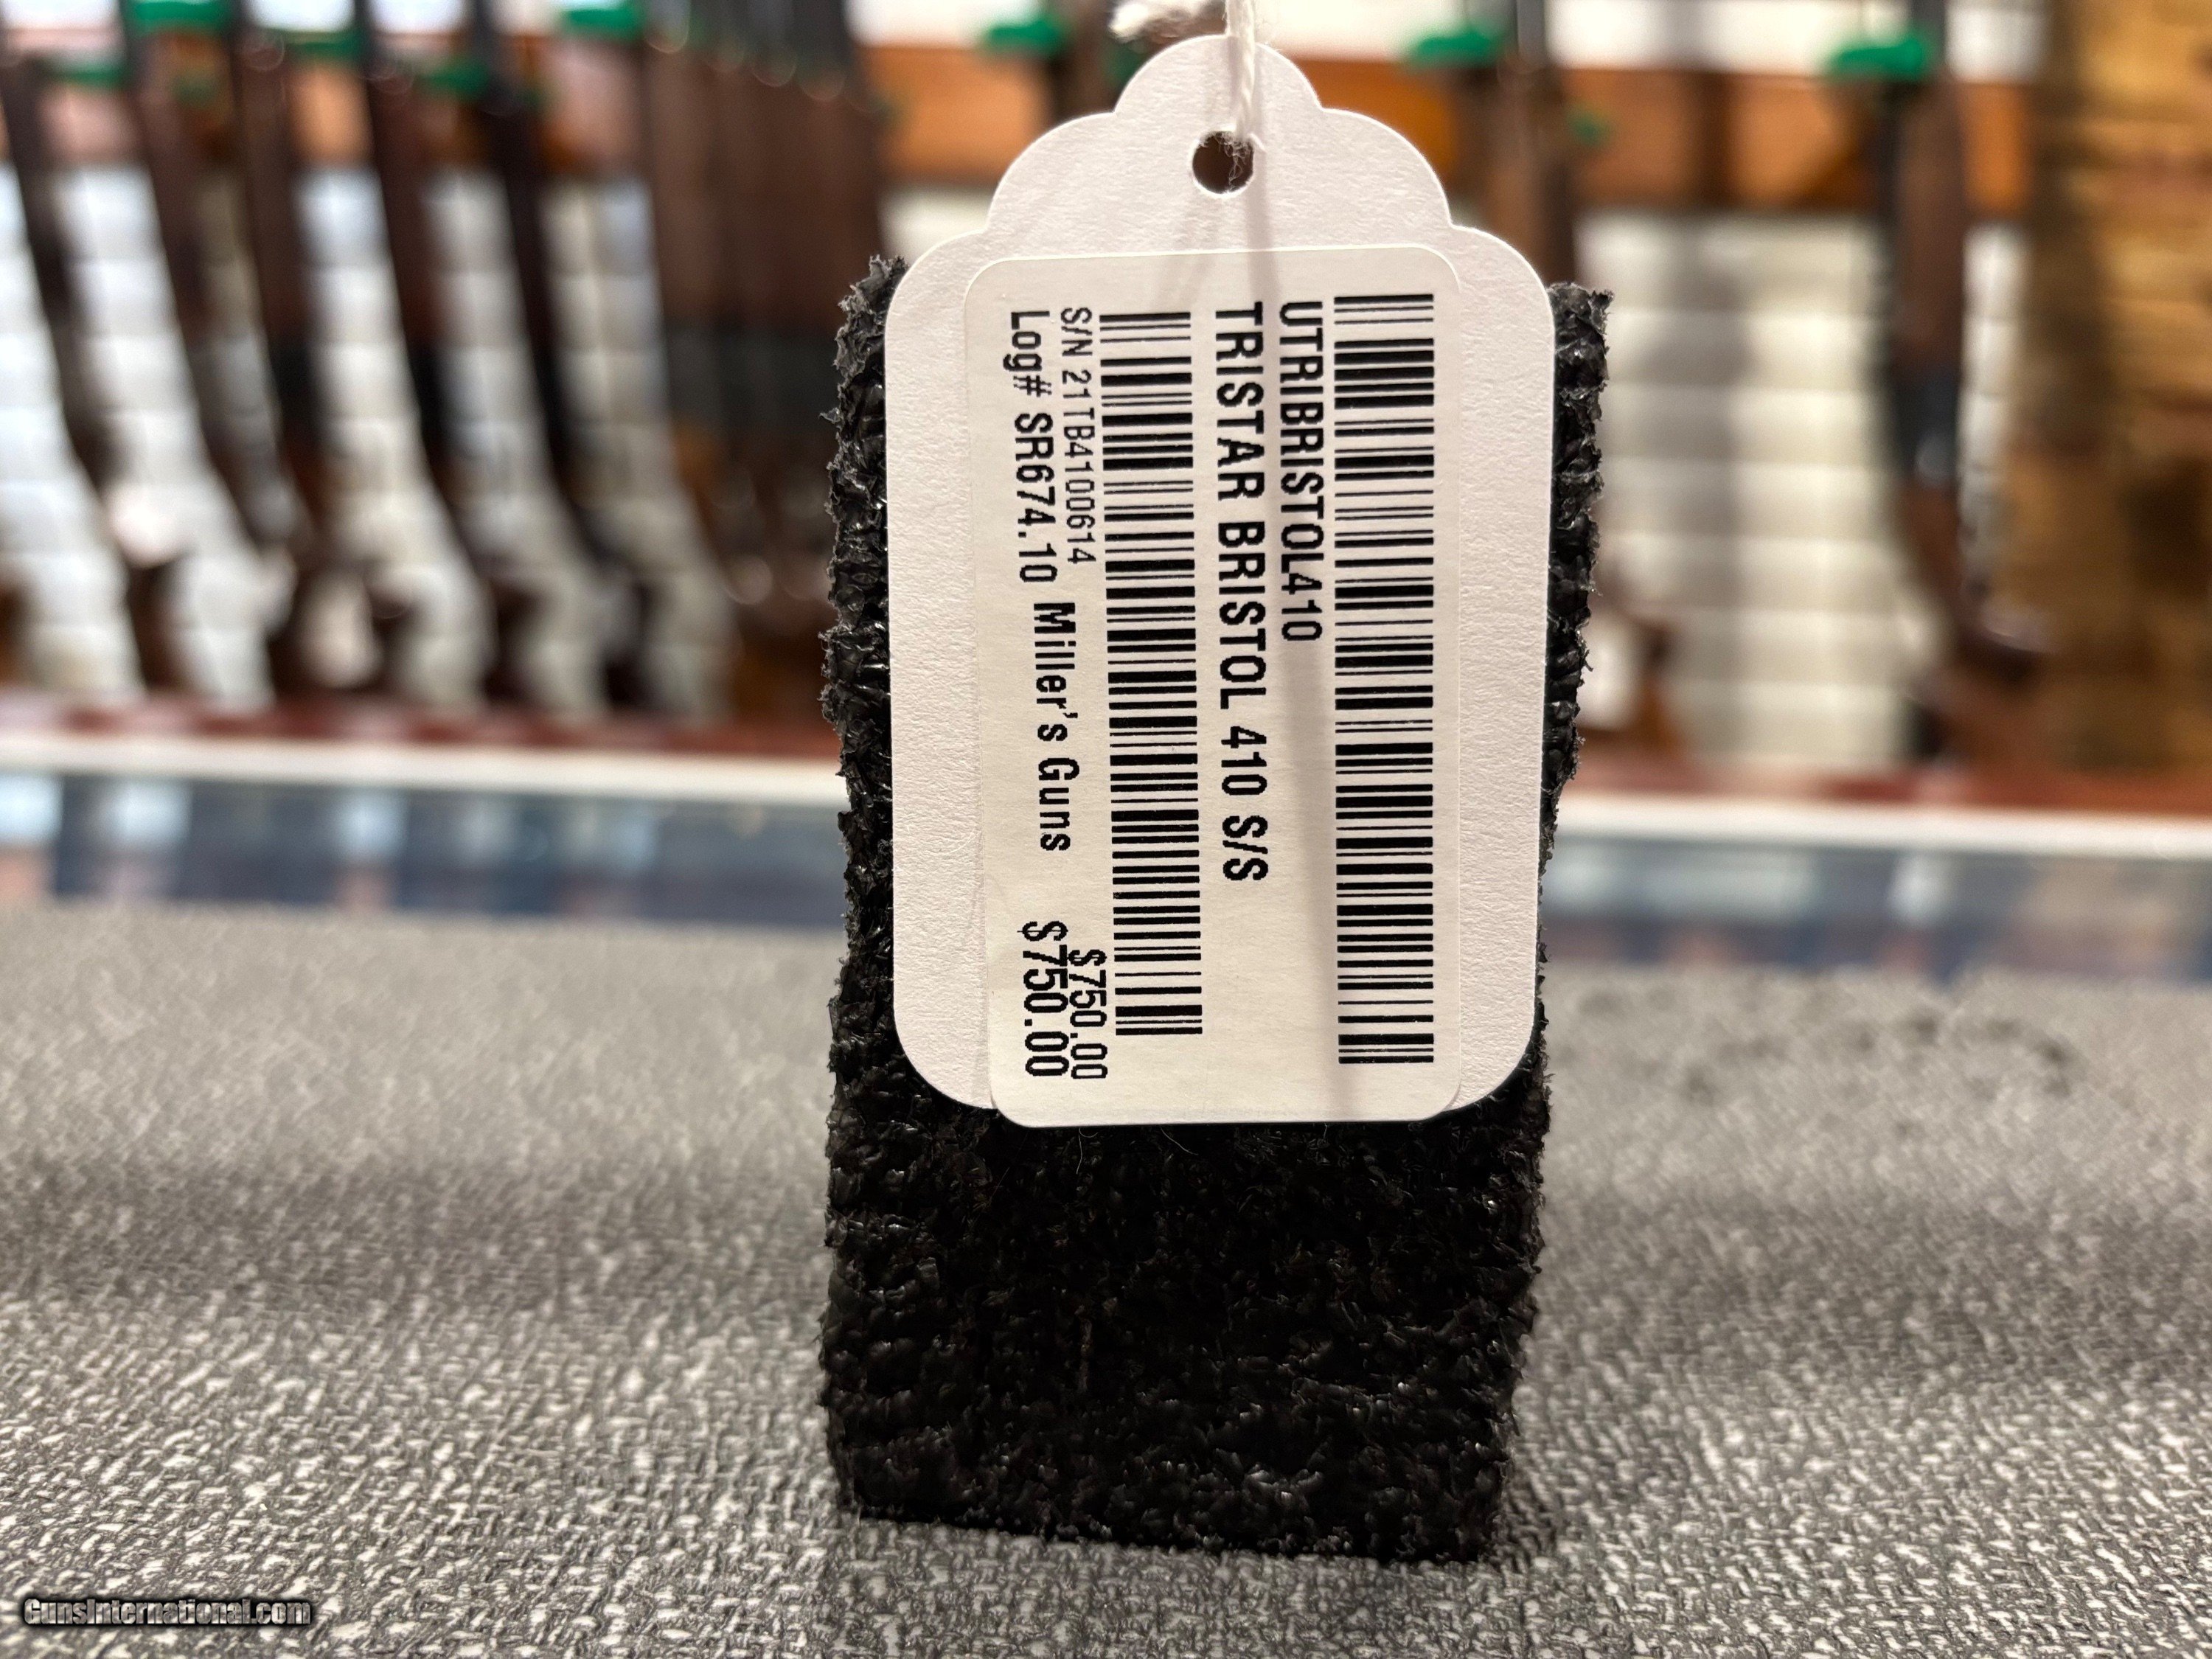 UTRIBRISTOL410
TRISTAR BRISTOL 410 S/S
S/N 21TB4100614
$750.00
Log# SR674.10 Miller's Guns
$750.00
GunsInternational.com